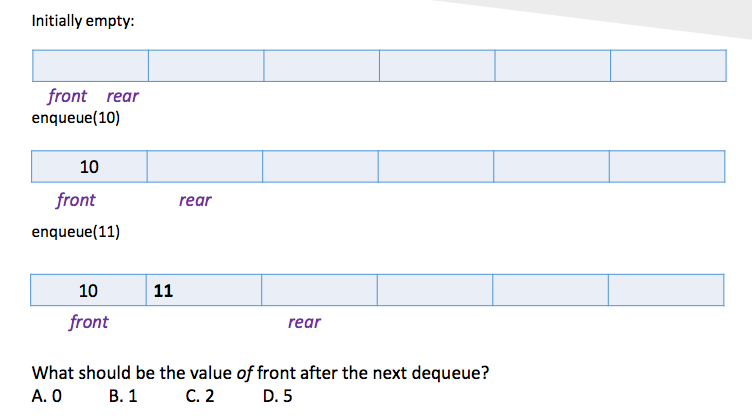 Initially empty:
front rear
enqueue(10)
10
front rear
enqueue(11)
10 11
front rear
What should be the value of front after the next dequeue?
A. 0 B. 1 C. 2 D. 5